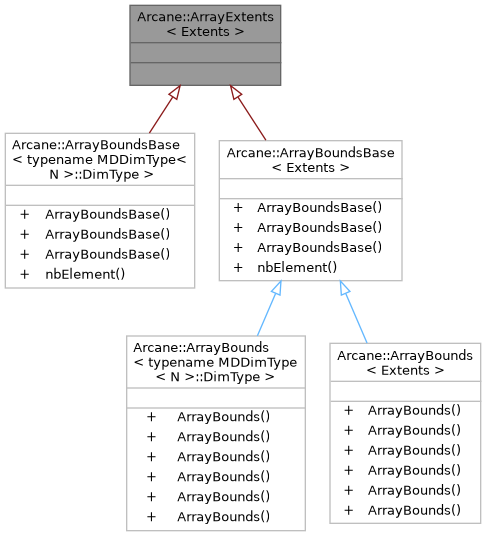 Arcane::ArrayExtents
< Extents >
Arcane::ArrayBoundsBase
< typename MDDimType<
N >::DimType >
+ ArrayBoundsBase()
+ ArrayBoundsBase()
+ ArrayBoundsBase()
+ nbElement()
Arcane::ArrayBoundsBase
< Extents >
+ ArrayBoundsBase()
+ ArrayBoundsBase()
+ ArrayBoundsBase()
+ nbElement()
Arcane::ArrayBounds
< typename MDDimType
< N >::DimType >
+ ArrayBounds()
+ ArrayBounds()
+ ArrayBounds()
+ ArrayBounds()
+ ArrayBounds()
+ ArrayBounds()
Arcane::ArrayBounds
< Extents >
+ ArrayBounds()
+ ArrayBounds()
+ ArrayBounds()
+ ArrayBounds()
+ ArrayBounds()
+ ArrayBounds()